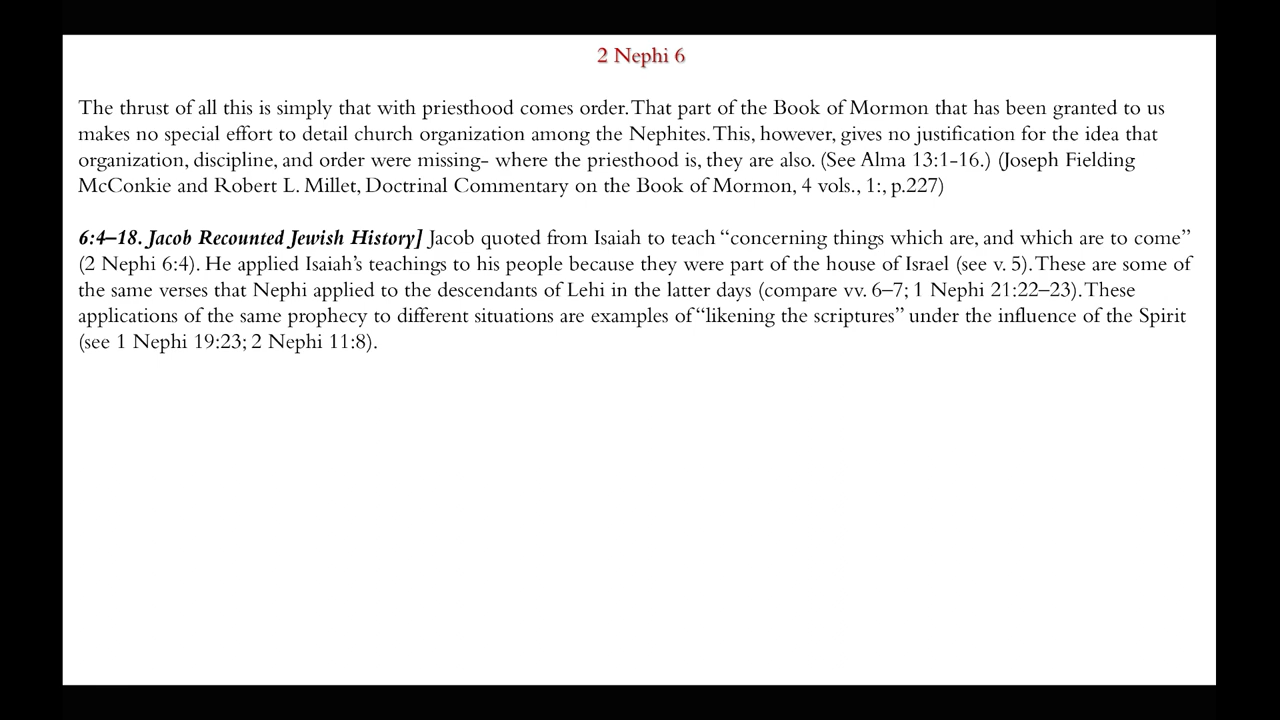 2 Nephi 6
The thrust of all this is simply that with priesthood comes order. That part of the Book of Mormon that has been granted to us
makes no special effort to detail church organization among the Nephites. This, however, gives no justification for the idea that
organization, discipline, and order were missing- where the priesthood is, they are also. (See Alma 13:1-16.) (Joseph Fielding
McConkie and Robert L. Millet, Doctrinal Commentary on the Book of Mormon, 4 vols., 1:, p.227)
6:4–18. Jacob Recounted Jewish History] Jacob quoted from Isaiah to teach “concerning things which are, and which are to come”
(2 Nephi 6:4). He applied Isaiah’s teachings to his people because they were part of the house of Israel (see v. 5). These are some of
the same verses that Nephi applied to the descendants of Lehi in the latter days (compare vv. 6–7; 1 Nephi 21:22–23). These
applications of the same prophecy to different situations are examples of “likening the scriptures” under the influence of the Spirit
(see 1 Nephi 19:23; 2 Nephi 11:8).